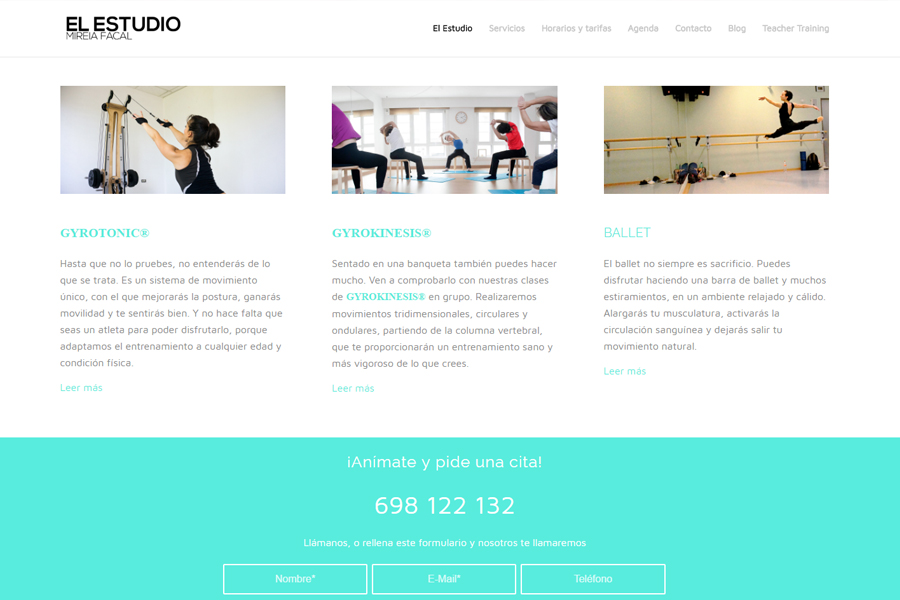 EL ESTUDIO
MIREIA FACAL
El Estudio Servicios Horarios y tarifas Agenda Contacto Blog Teacher Training
GYROTONIC®
Hasta que no lo pruebes, no entenderás de lo
que se trata. Es un sistema de movimiento
único, con el que mejorarás la postura, ganarás
movilidad y te sentirás bien. Y no hace falta que
seas un atleta para poder disfrutarlo, porque
adaptamos el entrenamiento a cualquier edad y
condición física.
Leer más
GYROKINESIS®
Sentado en una banqueta también puedes hacer
mucho. Ven a comprobarlo con nuestras clases
de GYROKINESIS® en grupo. Realizaremos
movimientos tridimensionales, circulares y
ondulares, partiendo de la columna vertebral,
que te proporcionarán un entrenamiento sano y
más vigoroso de lo que crees.
Leer más
BALLET
El ballet no siempre es sacrificio. Puedes
disfrutar haciendo una barra de ballet y muchos
estiramientos, en un ambiente relajado y cálido.
Alargarás tu musculatura, activarás la
circulación sanguínea y dejarás salir tu
movimiento natural.
Leer más
¡Anímate y pide una cita!
698 122 132
Llámanos, o rellena este formulario y nosotros te llamaremos
Nombre* E-Mail* Teléfono